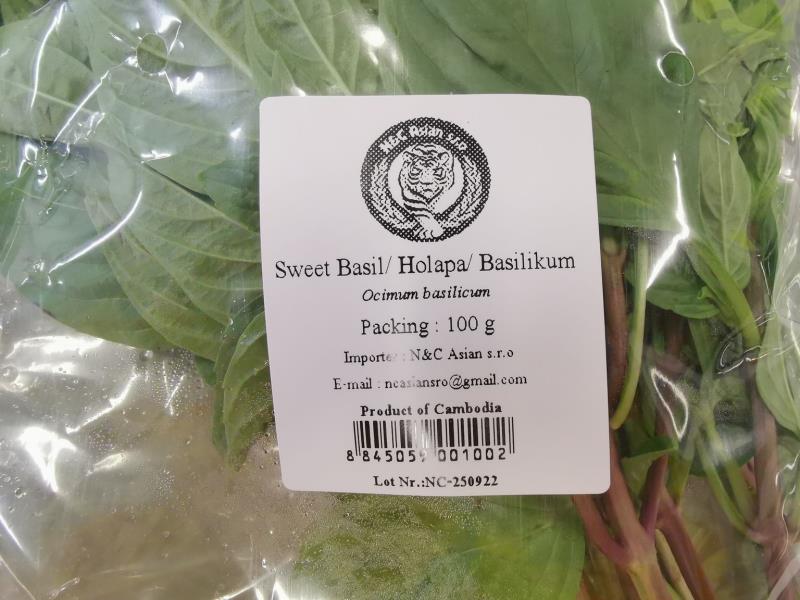 N&C Asian s.r.o
Sweet Basil/ Holapa/ Basilikum
Ocimum basilicum
Packing : 100 g
Importe : N&C Asian s.r.o
E-mail : ncasiansro@gmail.com
Product of Cambodia
8 845059 001002
Lot Nr.:NC-250922